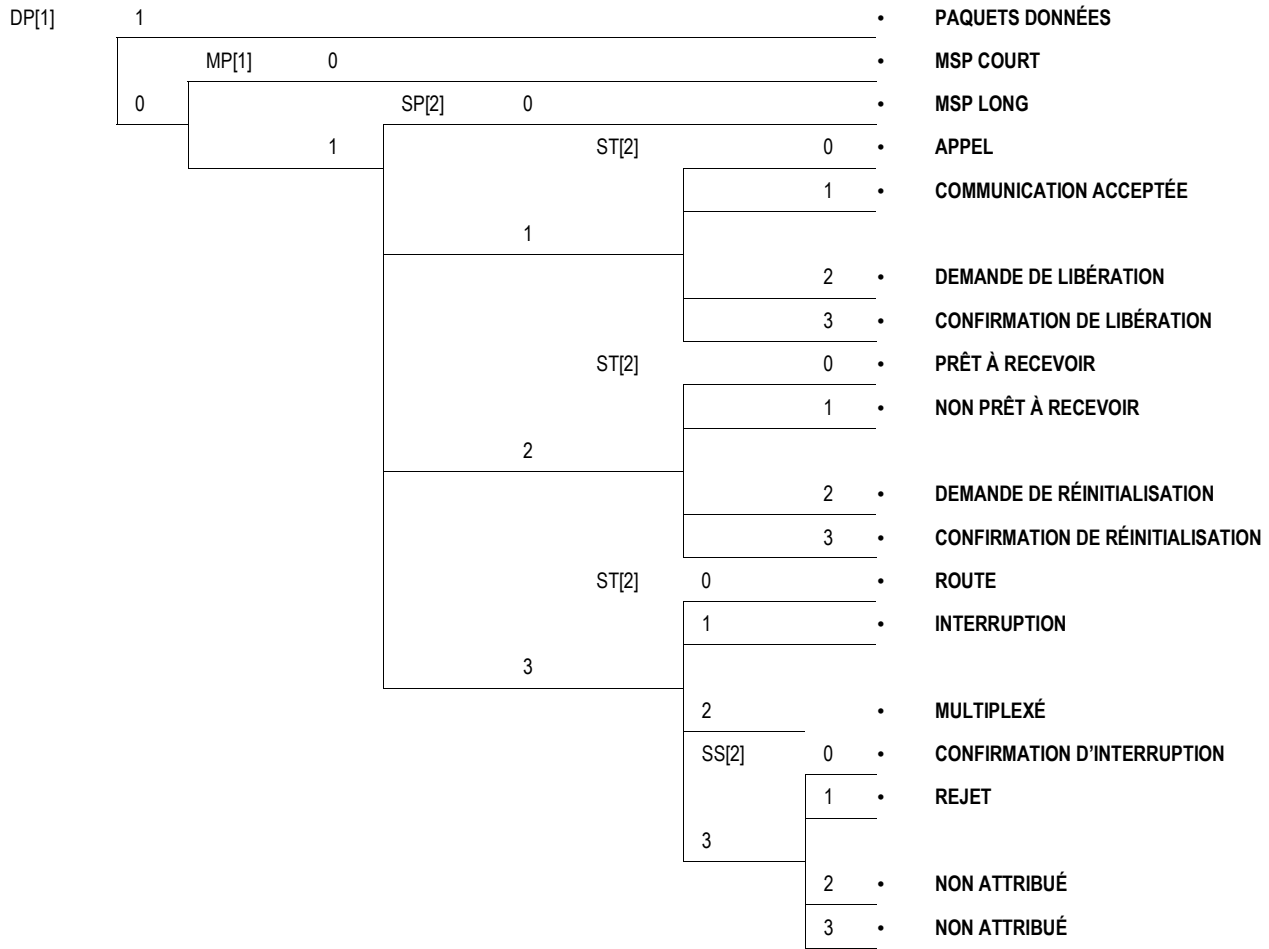 DP[1] 1 • PAQUETS DONNÉES
MP[1] 0 • MSP COURT
0 SP[2] 0 • MSP LONG
1 ST[2] 0 • APPEL
1 • COMMUNICATION ACCEPTÉE
1
2 • DEMANDE DE LIBÉRATION
3 • CONFIRMATION DE LIBÉRATION
ST[2] 0 • PRÊT À RECEVOIR
1 • NON PRÊT À RECEVOIR
2
2 • DEMANDE DE RÉINITIALISATION
3 • CONFIRMATION DE RÉINITIALISATION
ST[2] 0 • ROUTE
1 • INTERRUPTION
3
2 • MULTIPLEXÉ
SS[2] 0 • CONFIRMATION D’INTERRUPTION
1 • REJET
3
2 • NON ATTRIBUÉ
3 • NON ATTRIBUÉ